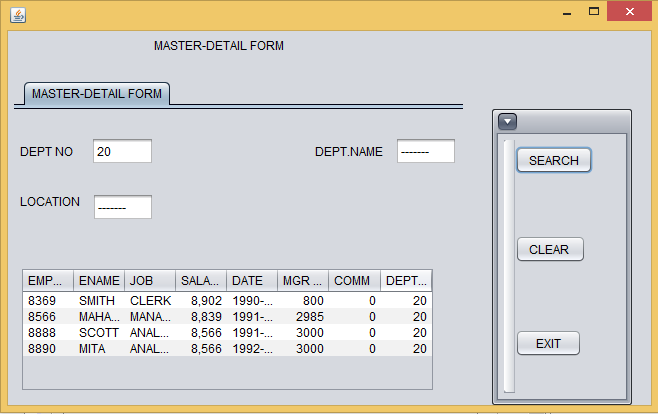 MASTER-DETAIL FORM
MASTER-DETAIL FORM
DEPT NO 20 DEPT.NAME -------
LOCATION -------
SEARCH
CLEAR
EXIT
EMP... ENAME JOB SALA... DATE MGR ... COMM DEPT...
8369 SMITH CLERK 8,902 1990-... 800 0 20
8566 MAHA... MANA... 8,839 1991-... 2985 0 20
8888 SCOTT ANAL... 8,566 1991-... 3000 0 20
8890 MITA ANAL... 8,566 1992-... 3000 0 20